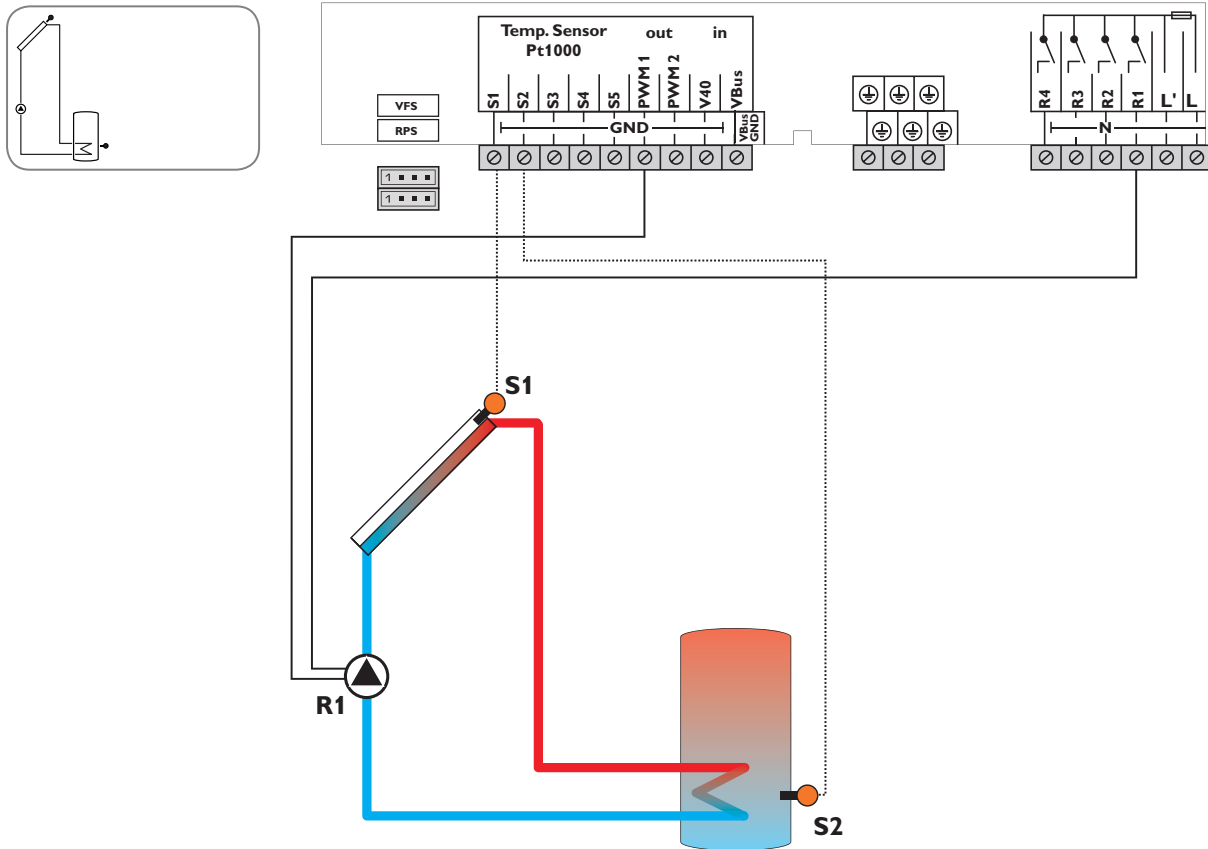 Temp. Sensor
Pt1000
out
in
S1
S2
S3
S4
S5
PWM 1
PWM 2
V40
VBus
GND
VBus
GND
VFS
RPS
1
1
R4
R3
R2
R1
L'
L
N
S1
R1
S2